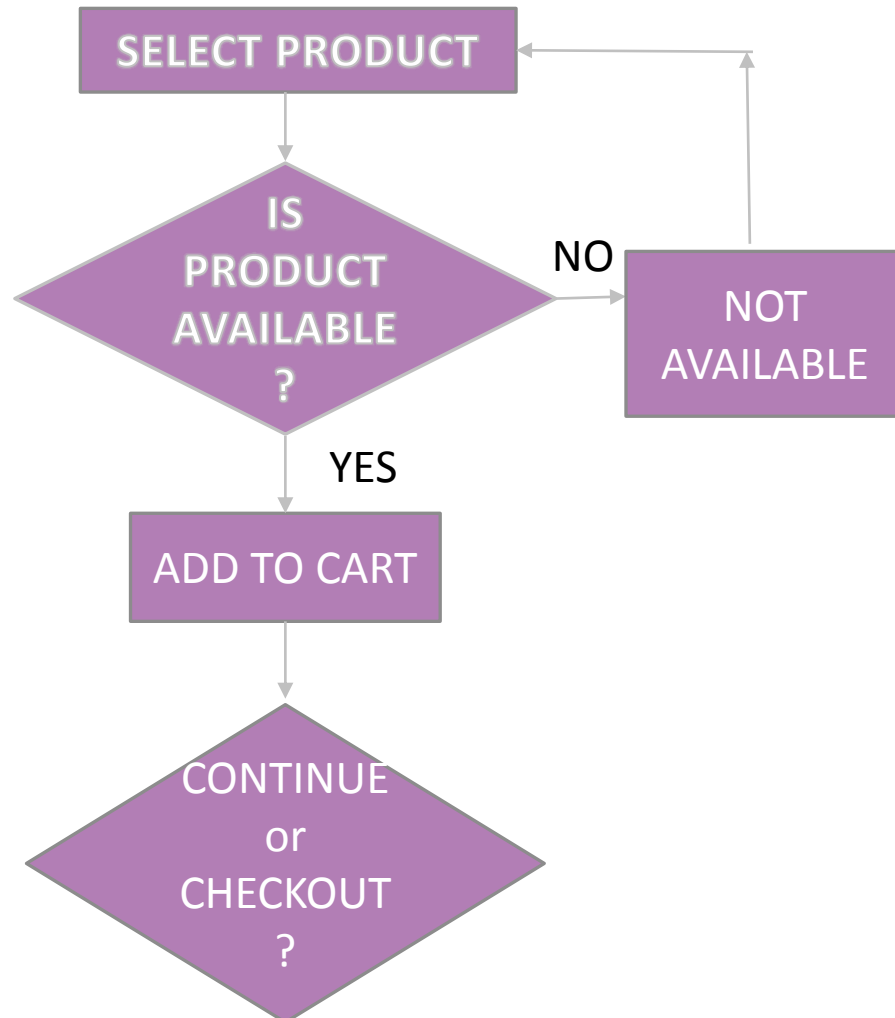 SELECT PRODUCT
IS
PRODUCT
AVAILABLE
?
NO
NOT
AVAILABLE
YES
ADD TO CART
CONTINUE
or
CHECKOUT
?